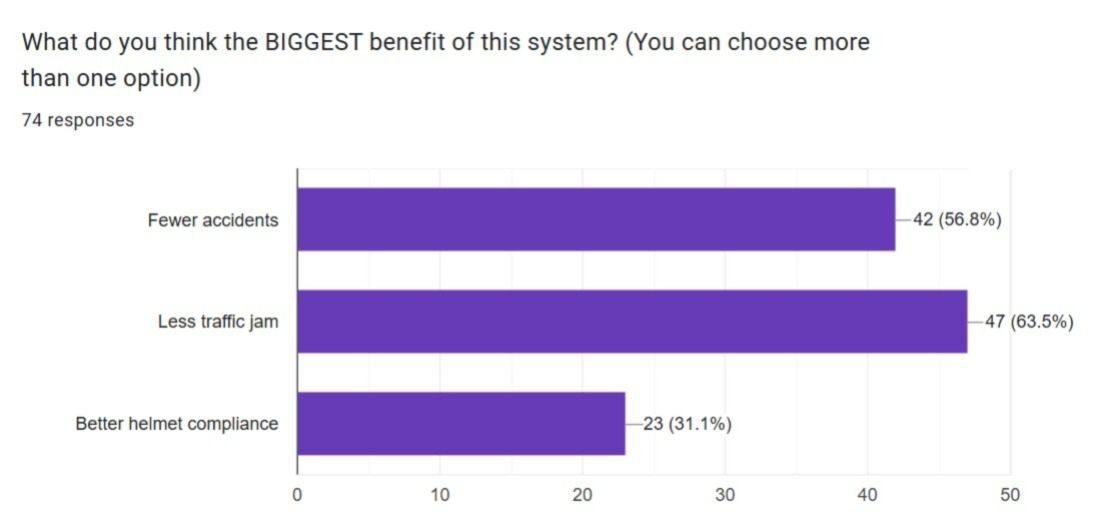 What do you think the BIGGEST benefit of this system? (You can choose more
than one option)
74 responses
Fewer accidents
42 (56.8%)
Less traffic jam
47 (63.5%)
Better helmet compliance
23 (31.1%)
0 10 20 30 40 50